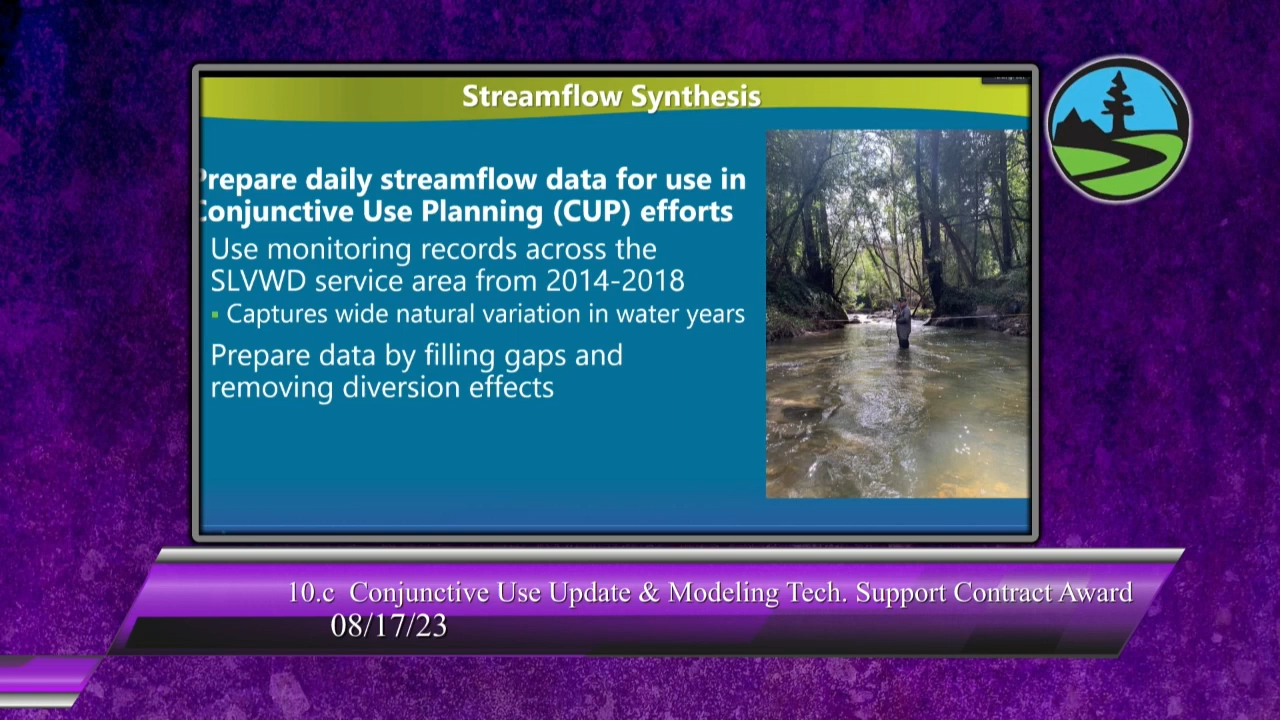 Streamflow Synthesis
Prepare daily streamflow data for use in
Conjunctive Use Planning (CUP) efforts
Use monitoring records across the
SLVWD service area from 2014-2018
▪ Captures wide natural variation in water years
Prepare data by filling gaps and
removing diversion effects
10.c Conjunctive Use Update & Modeling Tech. Support Contract Award
08/17/23